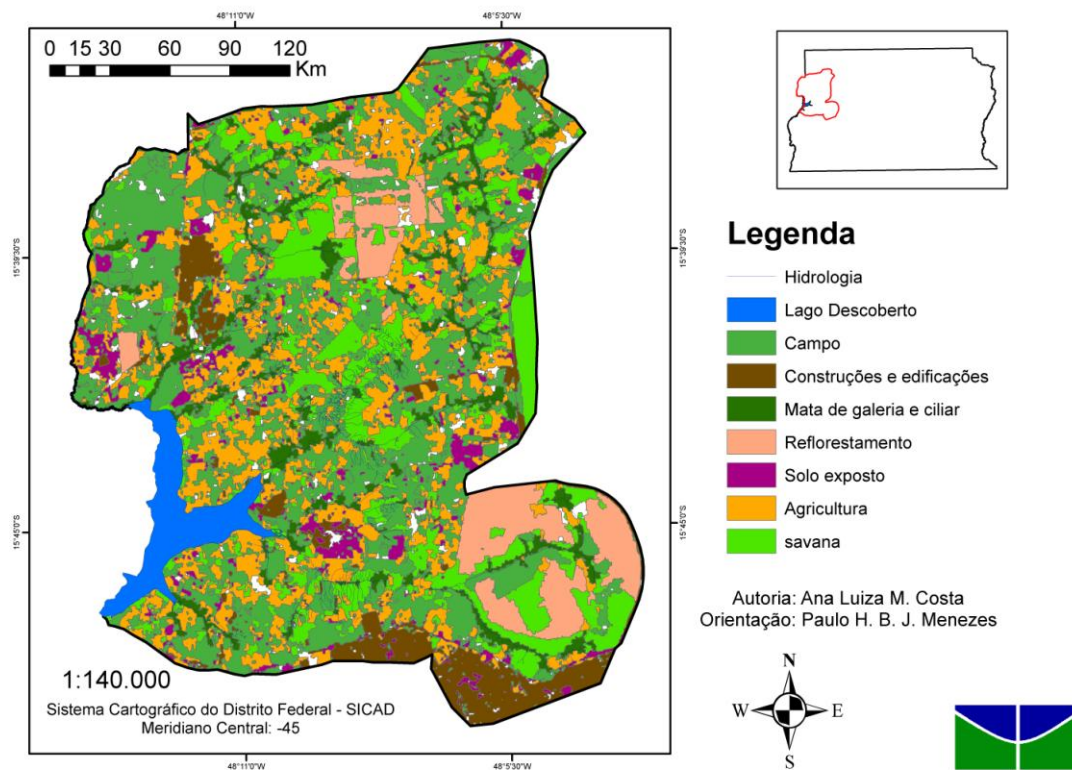 48°11'0"W
48°5'30"W
0 15 30 60 90 120
Km
15°39'30"S
15°39'30"S
15°45'0"S
15°45'0"S
1:140.000
Sistema Cartográfico do Distrito Federal - SICAD
Meridiano Central: -45
48°11'0"W
48°5'30"W
Legenda
Hidrologia
Lago Descoberto
Campo
Construções e edificações
Mata de galeria e ciliar
Reflorestamento
Solo exposto
Agricultura
savana
Autoria: Ana Luiza M. Costa
Orientação: Paulo H. B. J. Menezes
N
W E
S